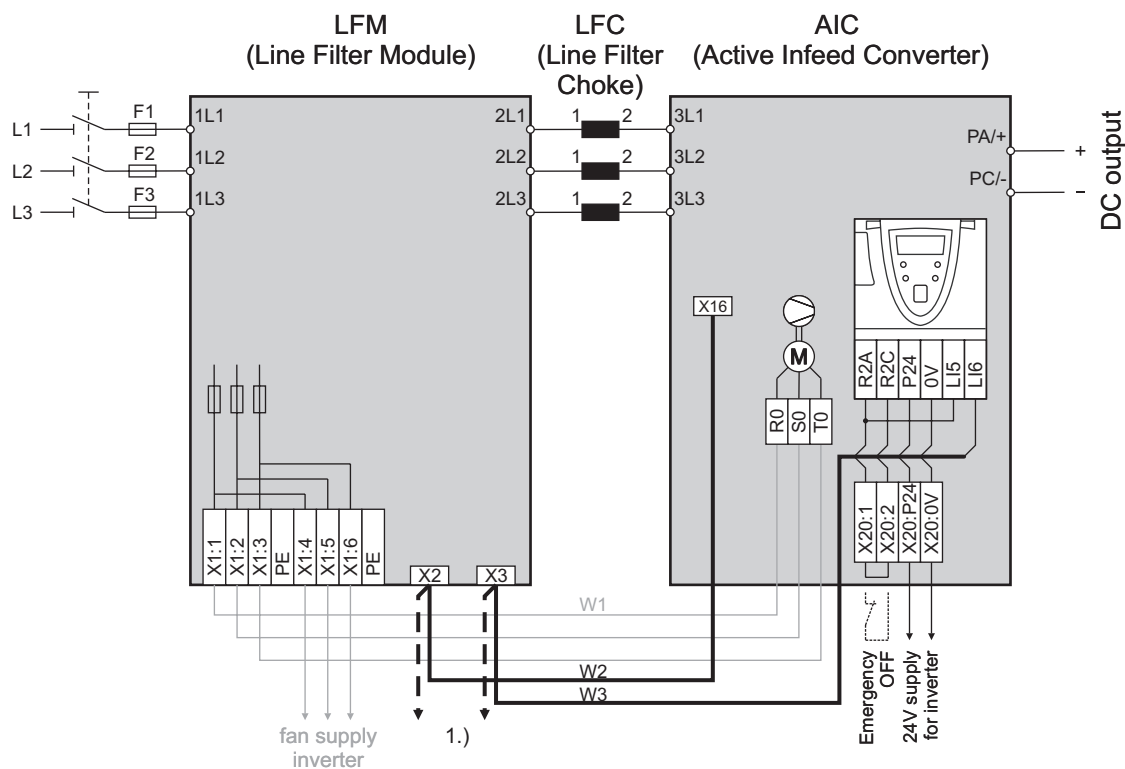 LFM
(Line Filter Module)
LFC
(Line Filter
Choke)
AIC
(Active Infeed Converter)
L1
F1
1L1
2L1
1
2
3L1
L2
F2
1L2
2L2
1
2
3L2
L3
F3
1L3
2L3
1
2
3L3
PA/+
+
PC/-
-
DC output
X16
M
R0
S0
T0
R2A
R2C
P24
0V
LI5
LI6
X20:1
X20:2
X20:P24
X20:0V
X1:1
X1:2
X1:3
PE
X1:4
X1:5
X1:6
PE
X2
X3
W1
W2
W3
fan supply
inverter
1.)
Emergency
OFF
24V supply
for inverter